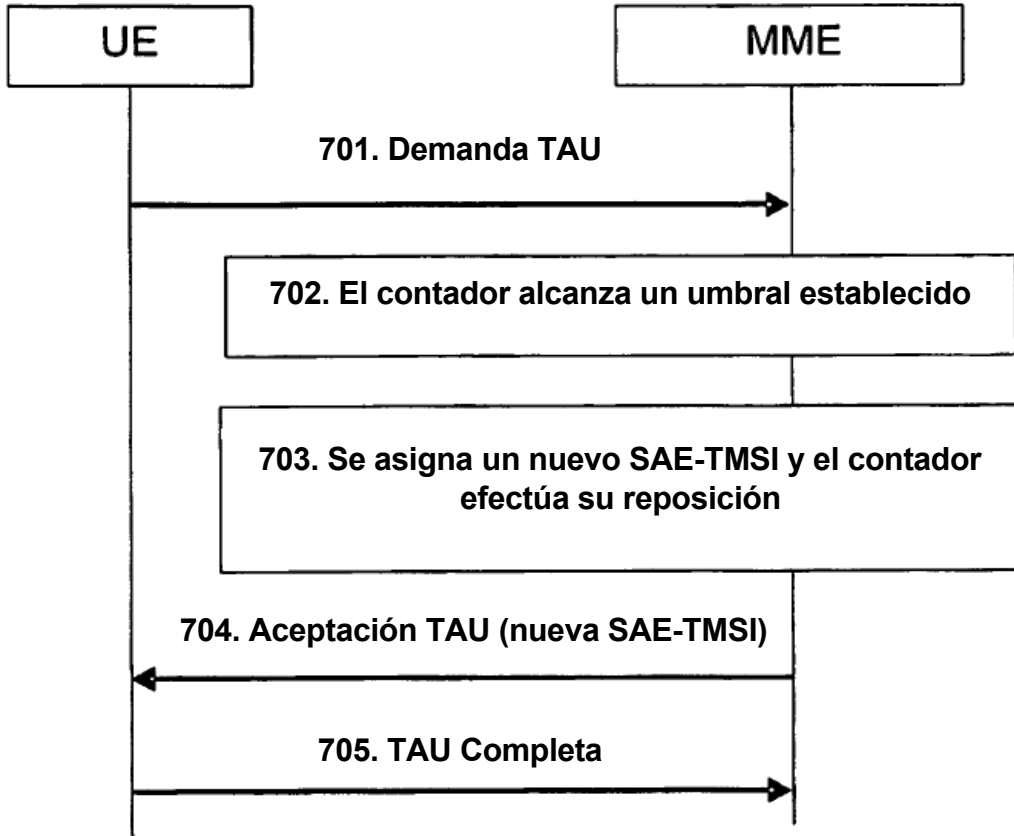 UE
MME
701. Demanda TAU
702. El contador alcanza un umbral establecido
703. Se asigna un nuevo SAE-TMSI y el contador
efectúa su reposición
704. Aceptación TAU (nueva SAE-TMSI)
705. TAU Completa